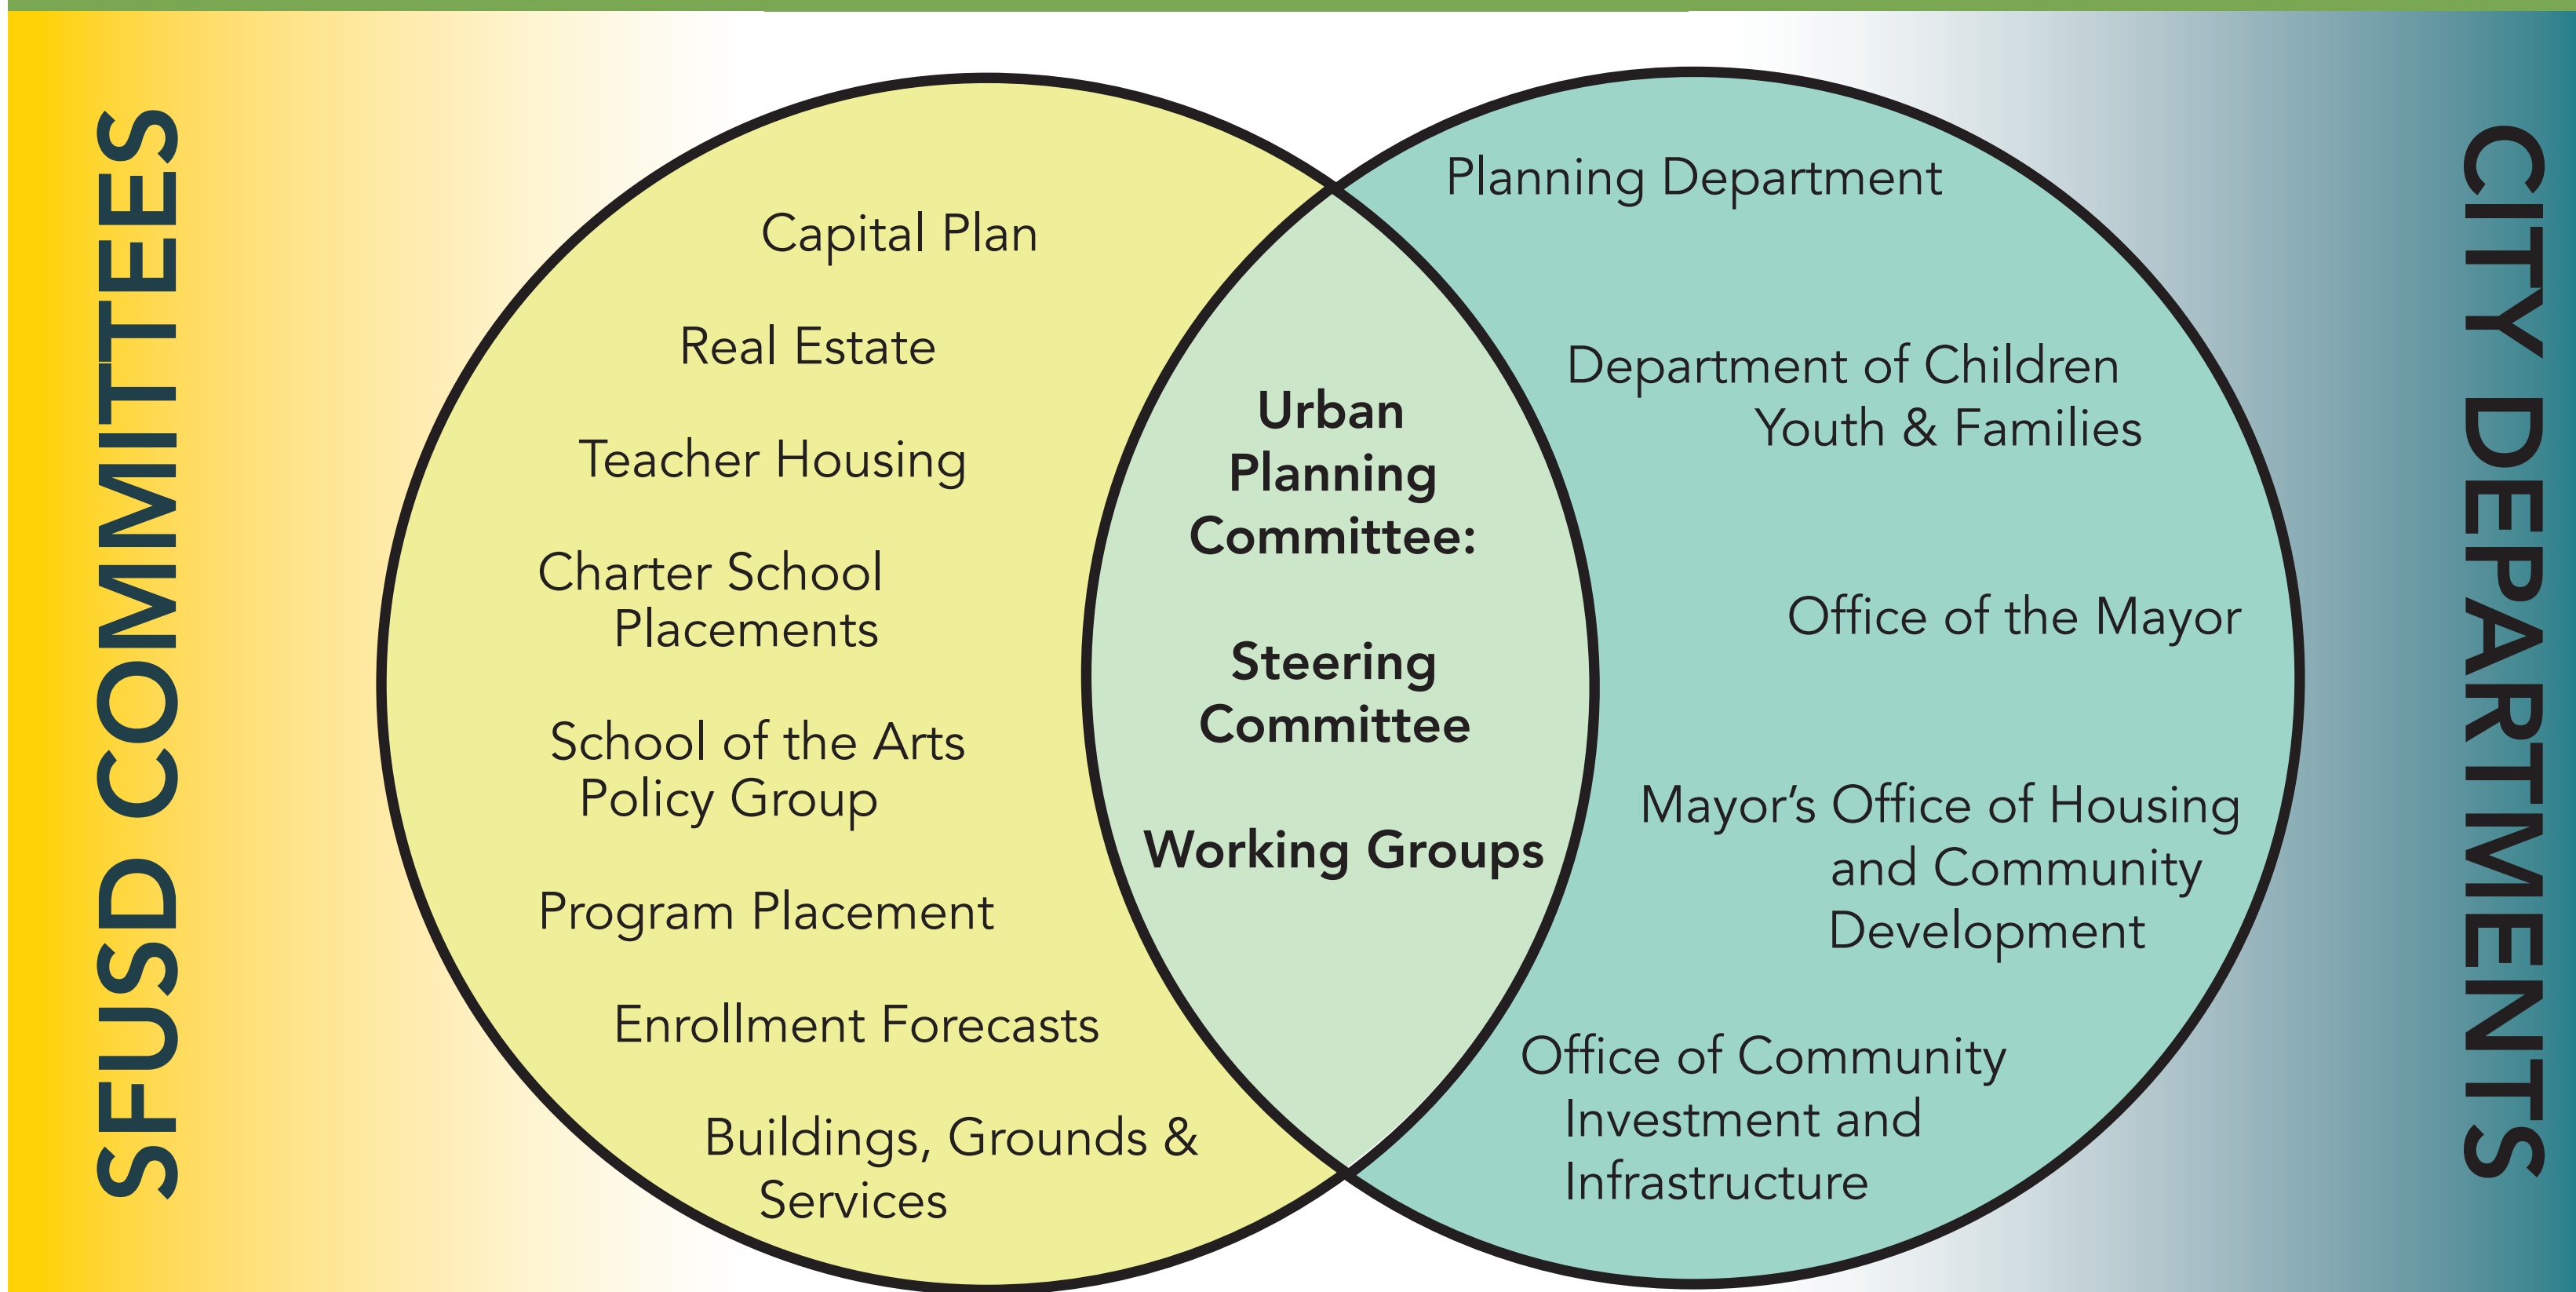 SFUSD COMMITTEES
Capital Plan
Real Estate
Teacher Housing
Charter School
Placements
School of the Arts
Policy Group
Program Placement
Enrollment Forecasts
Buildings, Grounds &
Services
Urban
Planning
Committee:
Steering
Committee
Working Groups
Planning Department
Department of Children
Youth & Families
Office of the Mayor
Mayor’s Office of Housing
and Community
Development
Office of Community
Investment and
Infrastructure
CITY DEPARTMENTS